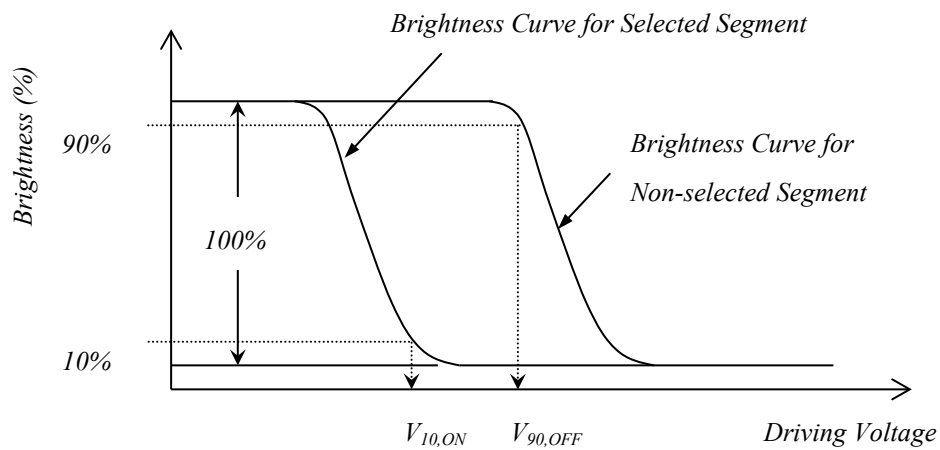 Brightness Curve for Selected Segment
Brightness (%)
90%
Brightness Curve for
Non-selected Segment
100%
10%
V10,ON
V90,OFF
Driving Voltage